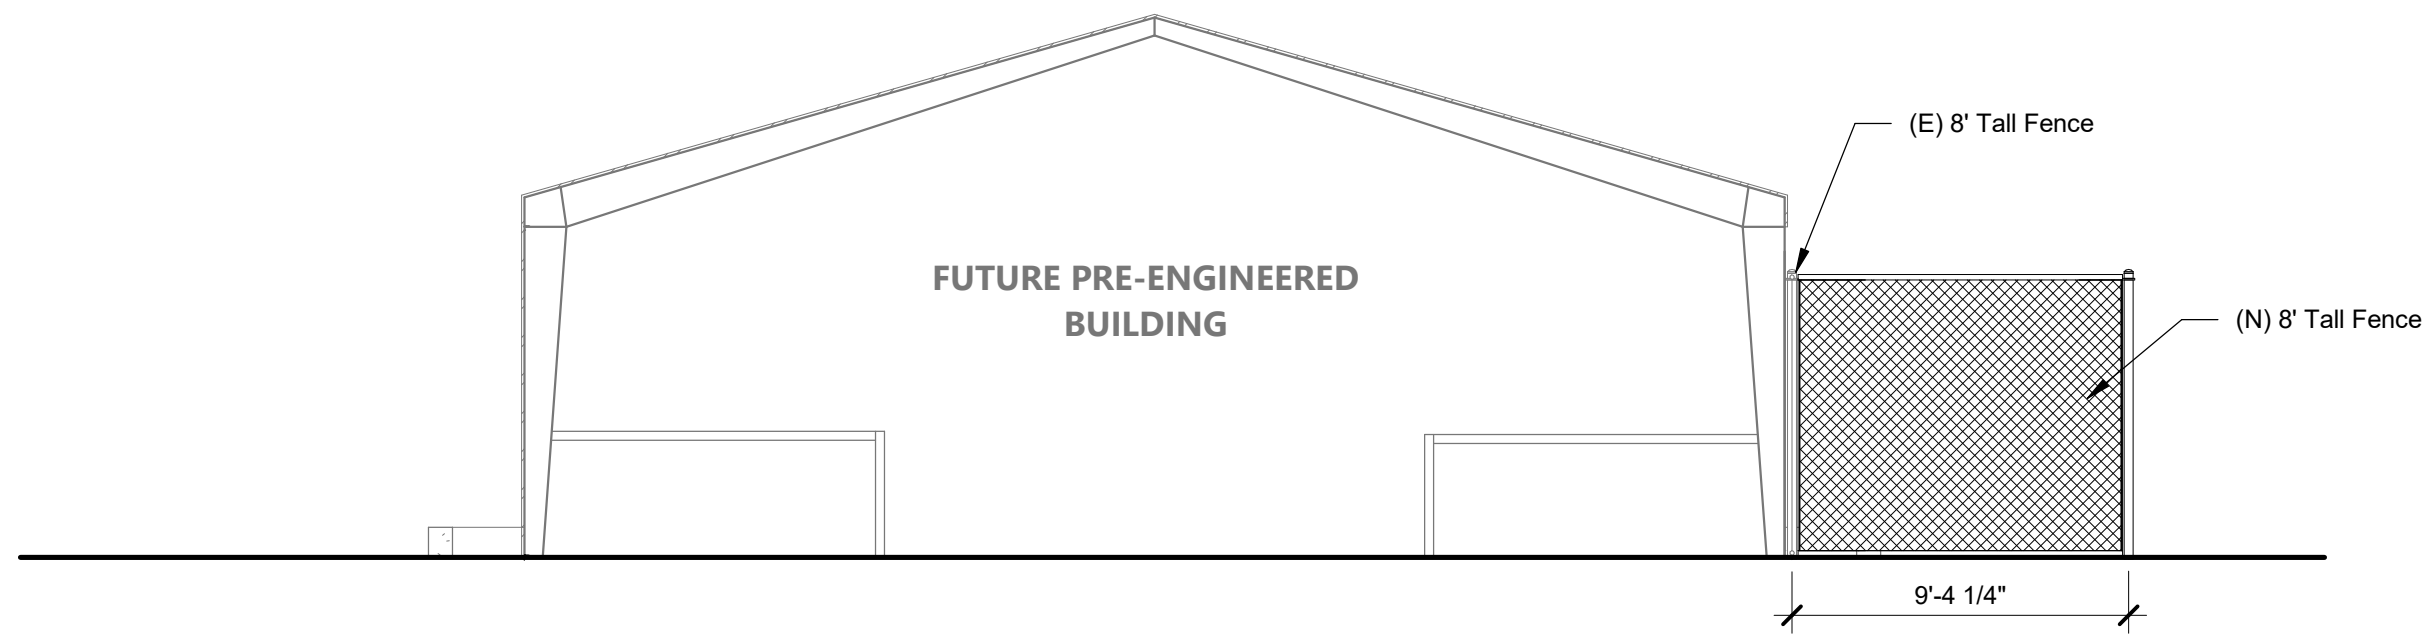 (E) 8' Tall Fence
FUTURE PRE-ENGINEERED
BUILDING
(N) 8' Tall Fence
9'-4 1/4"